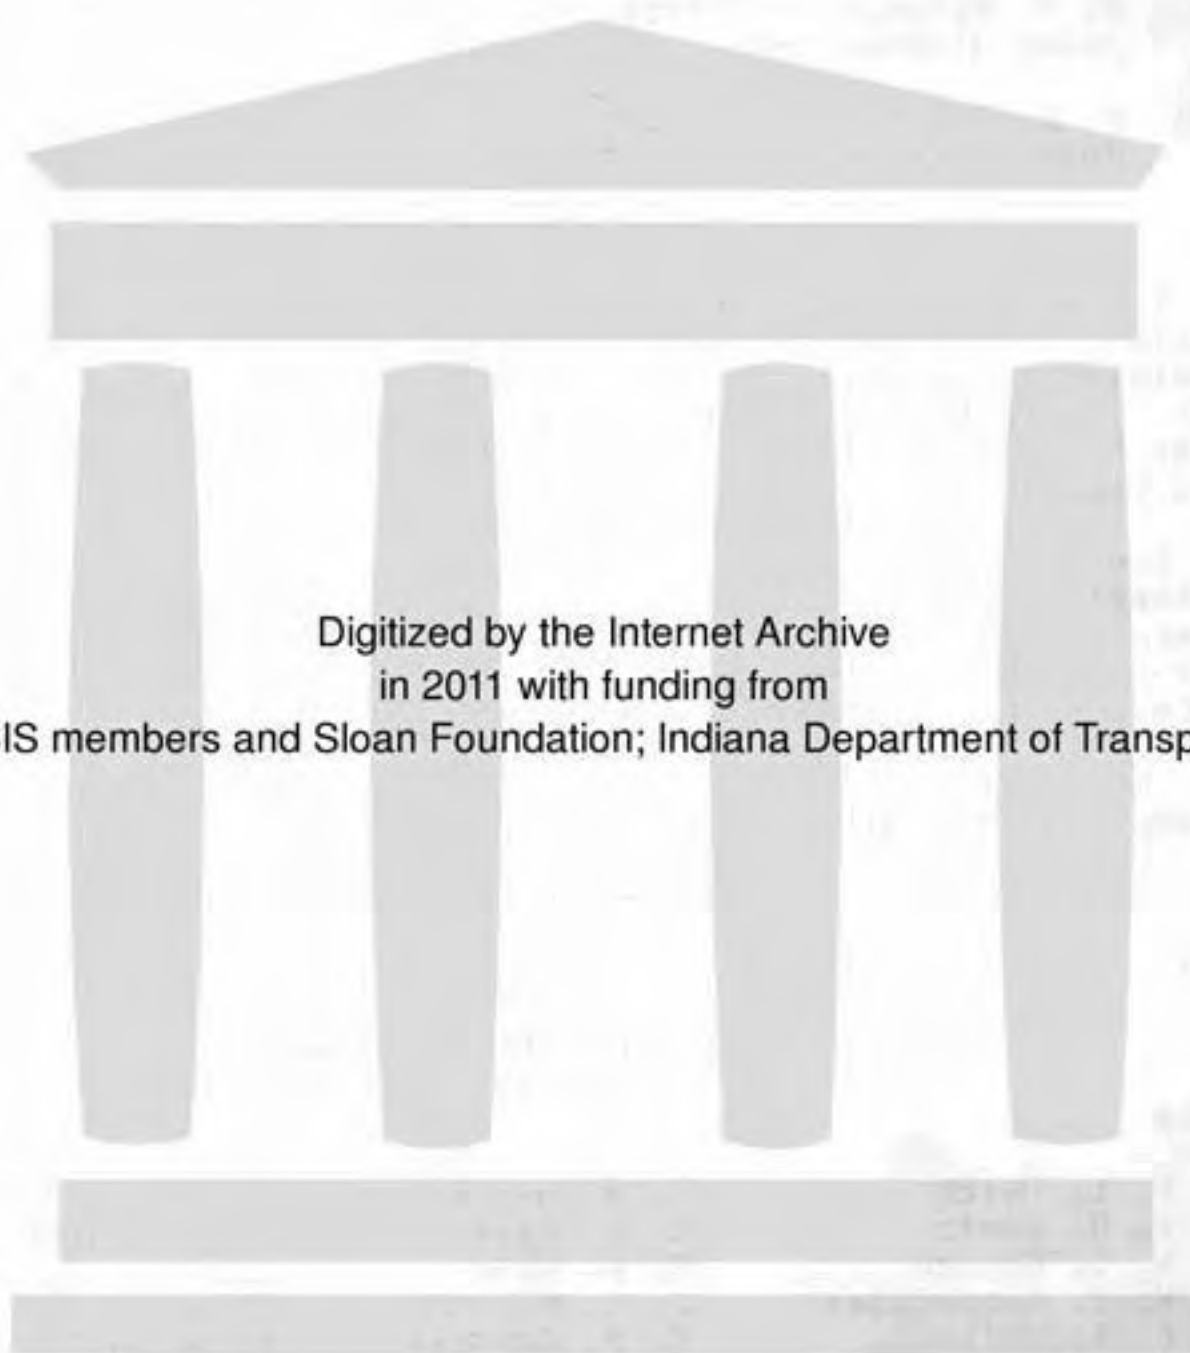 Digitized by the Internet Archive
in 2011 with funding from
IS members and Sloan Foundation; Indiana Department of Transp